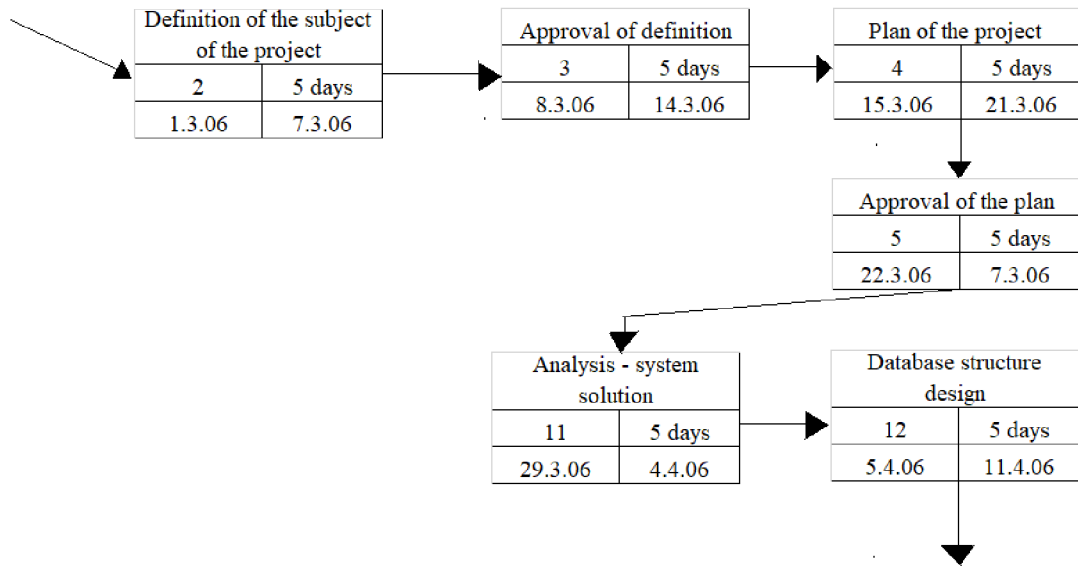 Definition of the subject
of the project
2 5 days
1.3.06 7.3.06
Approval of definition
3 5 days
8.3.06 14.3.06
Plan of the project
4 5 days
15.3.06 21.3.06
Approval of the plan
5 5 days
22.3.06 7.3.06
Analysis - system
solution
11 5 days
29.3.06 4.4.06
Database structure
design
12 5 days
5.4.06 11.4.06